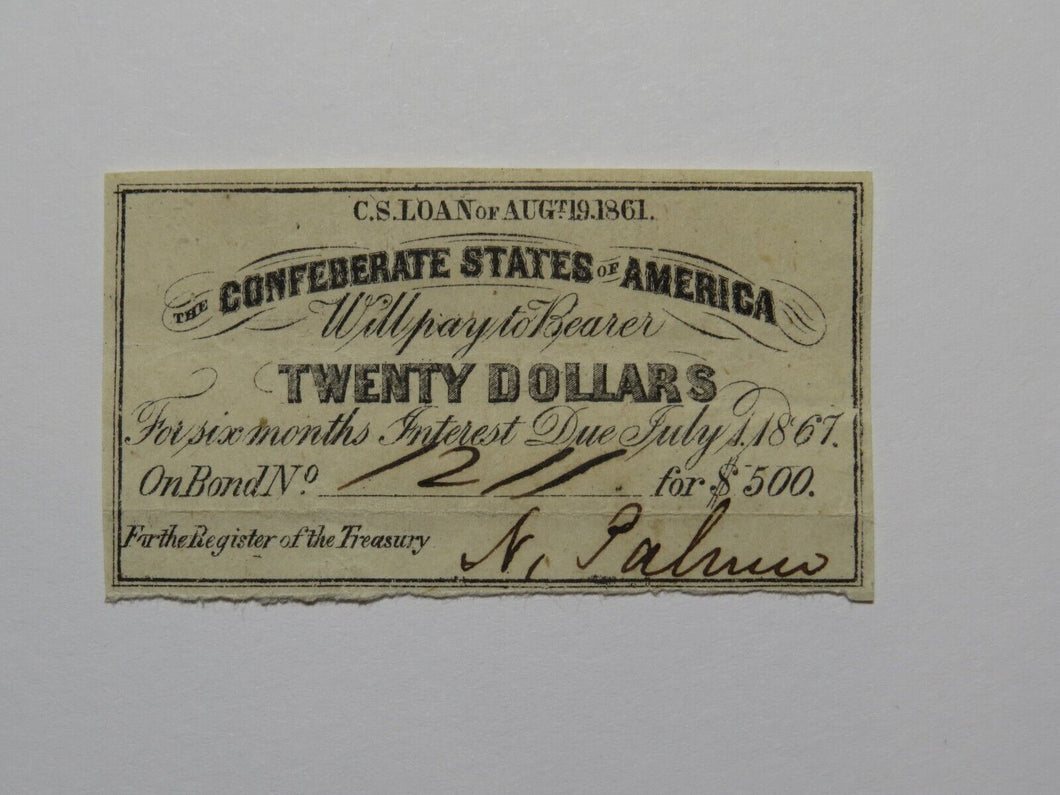 C.S. LOAN OF AUGT. 19. 1861.
THE CONFEDERATE STATES OF AMERICA
Will pay to Bearer
TWENTY DOLLARS
For six months Interest Due July 1, 1867.
On Bond No. 1211 for $500.
For the Register of the Treasury N. Palmer